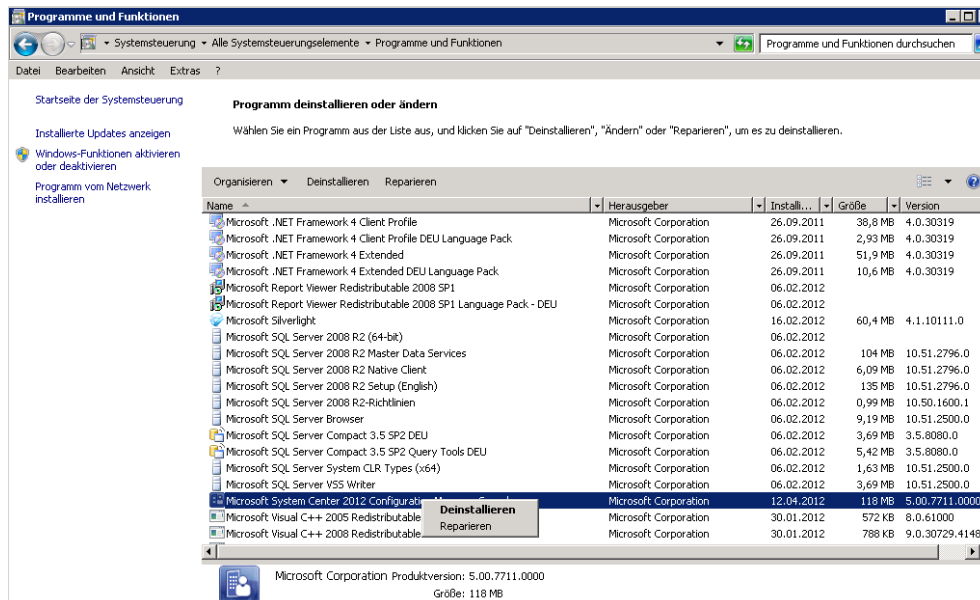 Programme und Funktionen
Systemsteuerung Alle Systemsteuerungselemente Programme und Funktionen
Programme und Funktionen durchsuchen
Datei Bearbeiten Ansicht Extras ?
Startseite der Systemsteuerung
Installierte Updates anzeigen
Windows-Funktionen aktivieren
oder deaktivieren
Programm vom Netzwerk
installieren
Programm deinstallieren oder ändern
Wählen Sie ein Programm aus der Liste aus, und klicken Sie auf "Deinstallieren", "Ändern" oder "Reparieren", um es zu deinstallieren.
Organisieren Deinstallieren Reparieren
Name Herausgeber Installi... Größe Version
Microsoft .NET Framework 4 Client Profile Microsoft Corporation 26.09.2011 38,8 MB 4.0.30319
Microsoft .NET Framework 4 Client Profile DEU Language Pack Microsoft Corporation 26.09.2011 2,93 MB 4.0.30319
Microsoft .NET Framework 4 Extended Microsoft Corporation 26.09.2011 51,9 MB 4.0.30319
Microsoft .NET Framework 4 Extended DEU Language Pack Microsoft Corporation 26.09.2011 10,6 MB 4.0.30319
Microsoft Report Viewer Redistributable 2008 SP1 Microsoft Corporation 06.02.2012
Microsoft Report Viewer Redistributable 2008 SP1 Language Pack - DEU Microsoft Corporation 06.02.2012
Microsoft Silverlight Microsoft Corporation 16.02.2012 60,4 MB 4.1.10111.0
Microsoft SQL Server 2008 R2 (64-bit) Microsoft Corporation 06.02.2012
Microsoft SQL Server 2008 R2 Master Data Services Microsoft Corporation 06.02.2012 104 MB 10.51.2796.0
Microsoft SQL Server 2008 R2 Native Client Microsoft Corporation 06.02.2012 6,09 MB 10.51.2796.0
Microsoft SQL Server 2008 R2 Setup (English) Microsoft Corporation 06.02.2012 135 MB 10.51.2796.0
Microsoft SQL Server 2008 R2-Richtlinien Microsoft Corporation 06.02.2012 0,99 MB 10.50.1600.1
Microsoft SQL Server Browser Microsoft Corporation 06.02.2012 9,19 MB 10.51.2500.0
Microsoft SQL Server Compact 3.5 SP2 DEU Microsoft Corporation 06.02.2012 3,69 MB 3.5.8080.0
Microsoft SQL Server Compact 3.5 SP2 Query Tools DEU Microsoft Corporation 06.02.2012 5,42 MB 3.5.8080.0
Microsoft SQL Server System CLR Types (x64) Microsoft Corporation 06.02.2012 1,63 MB 10.51.2500.0
Microsoft SQL Server VSS Writer Microsoft Corporation 06.02.2012 3,69 MB 10.51.2500.0
Microsoft System Center 2012 Microsoft Corporation 12.04.2012 118 MB 5.00.7711.0000
Deinstallieren
Microsoft Visual C++ 2005 Redistributable Microsoft Corporation 30.01.2012 572 KB 8.0.61000
Reparieren
Microsoft Visual C++ 2008 Redistributable Microsoft Corporation 30.01.2012 788 KB 9.0.30729.4148
Microsoft Corporation Produktversion: 5.00.7711.0000
Größe: 118 MB